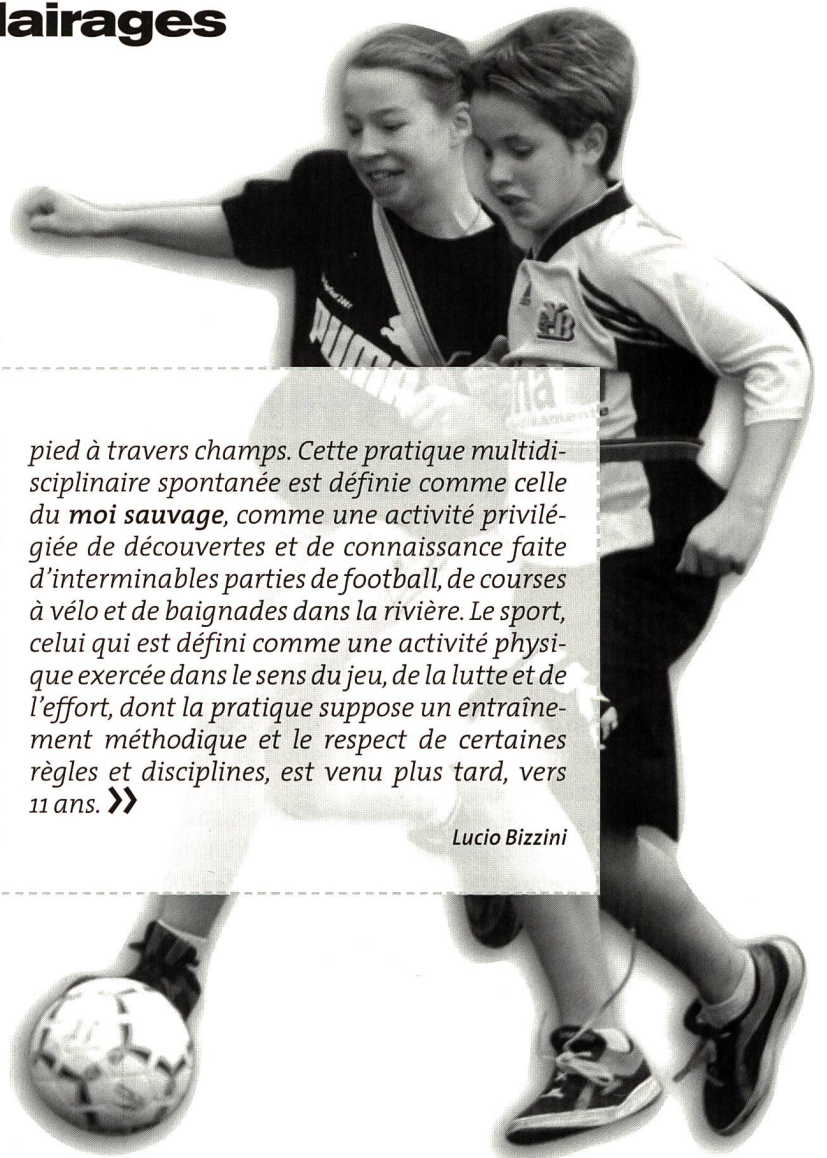 lairages
PUMA
pied à travers champs. Cette pratique multidi-
sciplinaire spontanée est définie comme celle
du moi sauvage, comme une activité privilé-
giée de découvertes et de connaissance faite
d'interminables parties de football, de courses
à vélo et de baignades dans la rivière. Le sport,
celui qui est défini comme une activité physi-
que exercée dans le sens du jeu, de la lutte et de
l'effort, dont la pratique suppose un entraîne-
ment méthodique et le respect de certaines
règles et disciplines, est venu plus tard, vers
11 ans. »
Lucio Bizzini